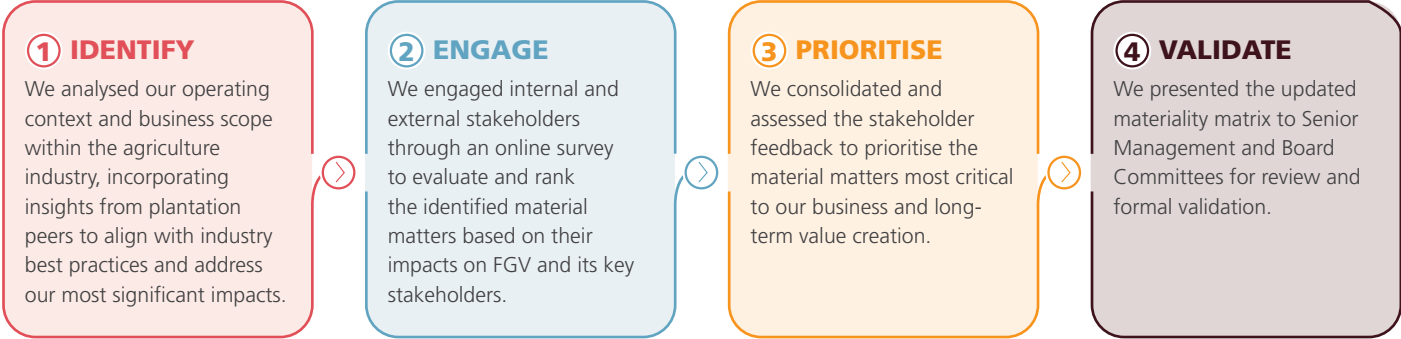 1 IDENTIFY
We analysed our operating
context and business scope
within the agriculture
industry, incorporating
insights from plantation
peers to align with industry
best practices and address
our most significant impacts.
2 ENGAGE
We engaged internal and
external stakeholders
through an online survey
to evaluate and rank
the identified material
matters based on their
impacts on FGV and its key
stakeholders.
3 PRIORITISE
We consolidated and
assessed the stakeholder
feedback to prioritise the
material matters most critical
to our business and long-
term value creation.
4 VALIDATE
We presented the updated
materiality matrix to Senior
Management and Board
Committees for review and
formal validation.